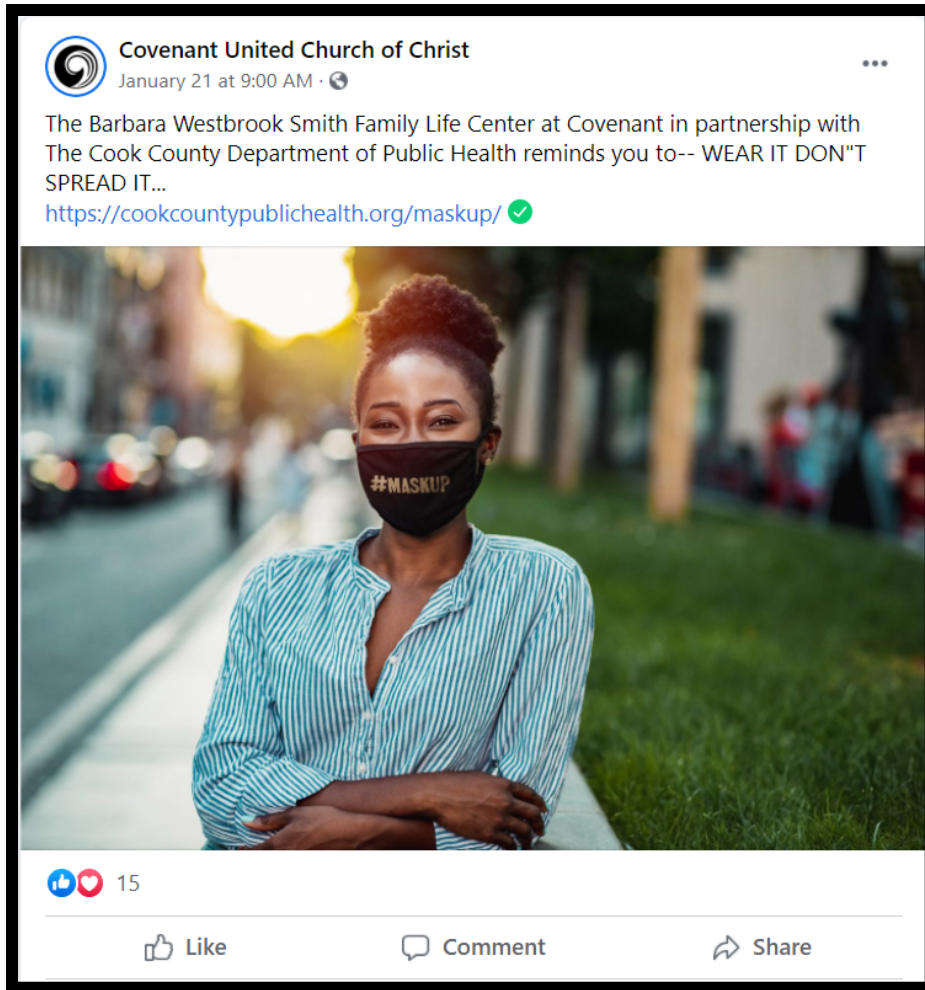 Covenant United Church of Christ
January 21 at 9:00 AM ·
The Barbara Westbrook Smith Family Life Center at Covenant in partnership with
The Cook County Department of Public Health reminds you to-- WEAR IT DON"T
SPREAD IT...
https://cookcountypublichealth.org/maskup/
#MASKUP
15
Like
Comment
Share